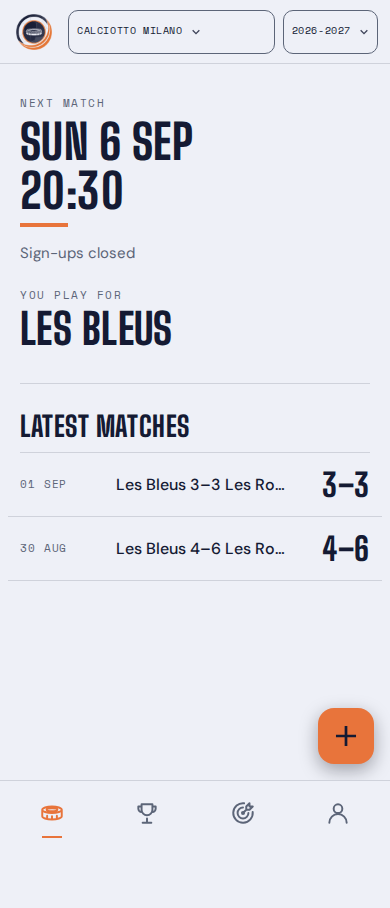 CALCIOTTO MILANO
2026-2027
NEXT MATCH
SUN 6 SEP
20:30
Sign-ups closed
YOU PLAY FOR
LES BLEUS
LATEST MATCHES
01 SEP Les Bleus 3–3 Les Ro... 3–3
30 AUG Les Bleus 4–6 Les Ro... 4–6